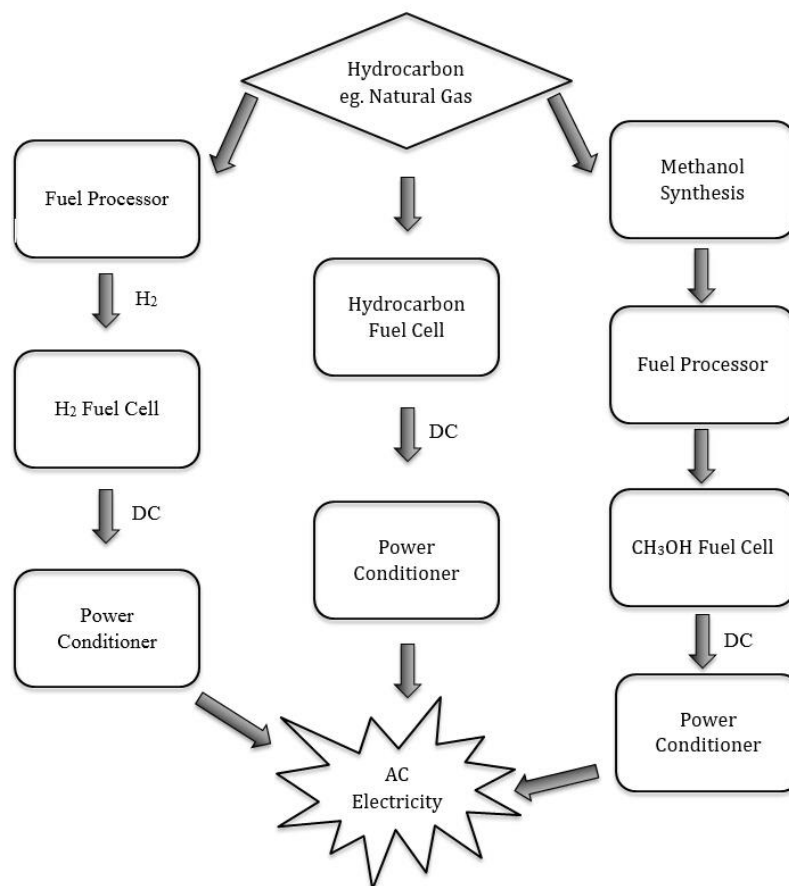 Hydrocarbon
eg. Natural Gas
Fuel Processor
H₂
H₂ Fuel Cell
DC
Power
Conditioner
Hydrocarbon
Fuel Cell
DC
Power
Conditioner
Methanol
Synthesis
Fuel Processor
CH₃OH Fuel Cell
DC
Power
Conditioner
AC
Electricity